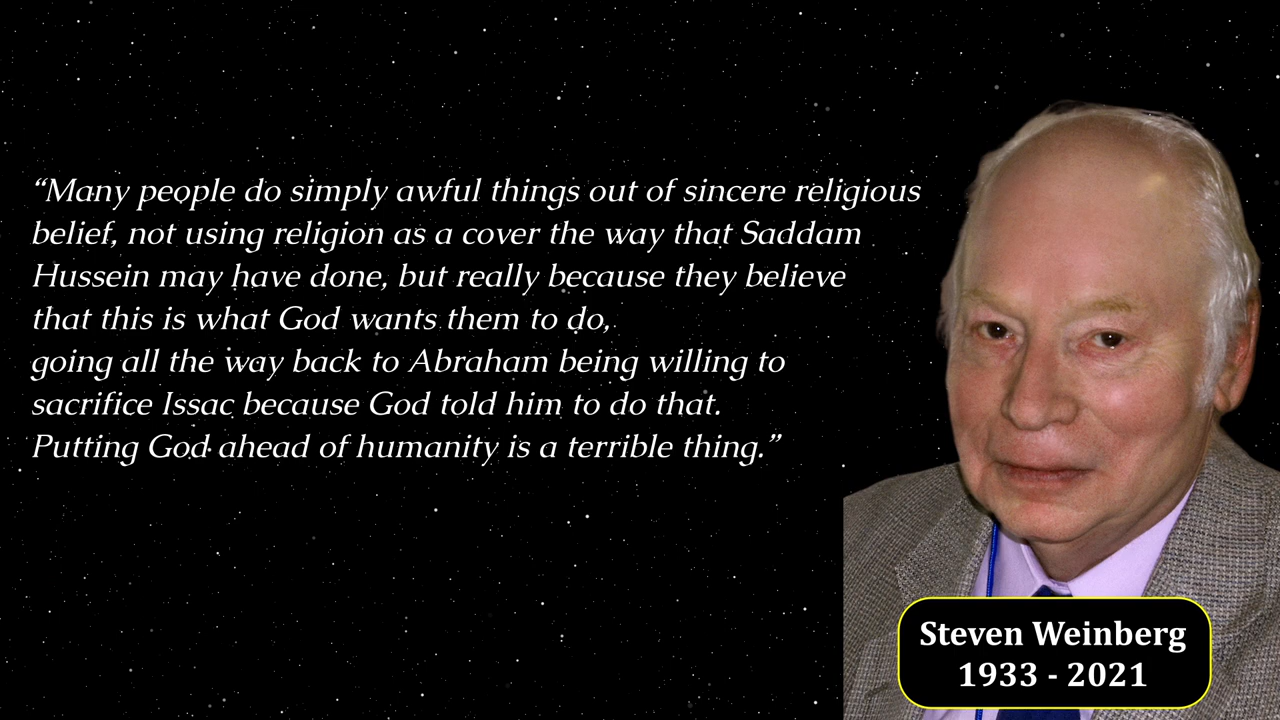 “Many people do simply awful things out of sincere religious
belief, not using religion as a cover the way that Saddam
Hussein may have done, but really because they believe
that this is what God wants them to do,
going all the way back to Abraham being willing to
sacrifice Issac because God told him to do that.
Putting God ahead of humanity is a terrible thing.”
Steven Weinberg
1933 - 2021